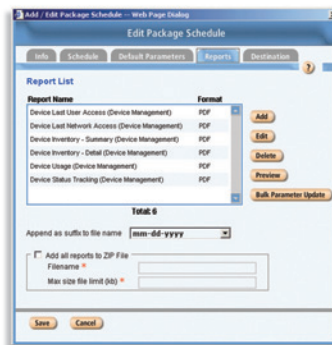 Add / Edit Package Schedule -- Web Page Dialog
Edit Package Schedule
Info Schedule Default Parameters Reports Destination
?
Report List
Report Name Format
Device Last User Access (Device Management) PDF
Device Last Network Access (Device Management) PDF
Device Inventory - Summary (Device Management) PDF
Device Inventory - Detail (Device Management) PDF
Device Usage (Device Management) PDF
Device Status Tracking (Device Management) PDF
Add
Edit
Delete
Preview
Bulk Parameter Update
Total: 6
Append as suffix to file name mm-dd-yyyy
Add all reports to ZIP File
Filename *
Max size file limit (kb) *
Save Cancel